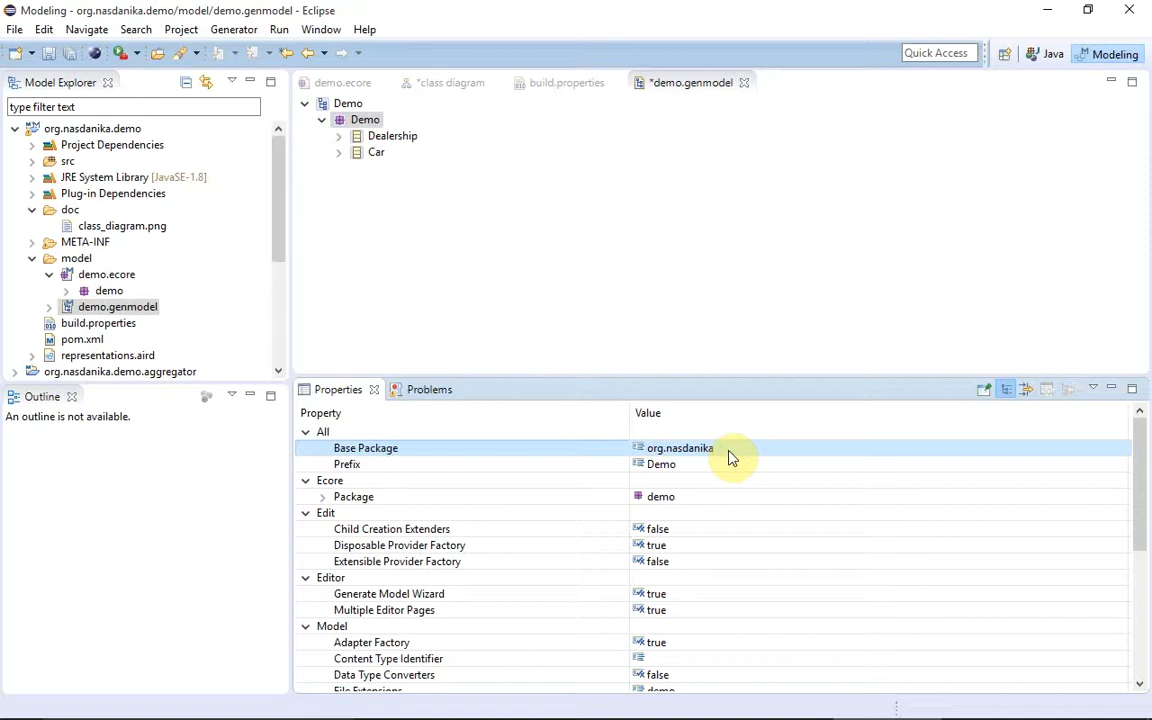 Modeling - org.nasdanika.demo/model/demo.genmodel - Eclipse
File Edit Navigate Search Project Generator Run Window Help
Quick Access Java Modeling
Model Explorer
demo.ecore *class diagram build.properties *demo.genmodel
type filter text
org.nasdanika.demo
Project Dependencies
src
JRE System Library [JavaSE-1.8]
Plug-in Dependencies
doc
class_diagram.png
META-INF
model
demo.ecore
demo
demo.genmodel
build.properties
pom.xml
representations.aird
org.nasdanika.demo.aggregator
Demo
Demo
Dealership
Car
Outline
An outline is not available.
Properties Problems
Property Value
All
Base Package org.nasdanika
Prefix Demo
Ecore
Package demo
Edit
Child Creation Extenders false
Disposable Provider Factory true
Extensible Provider Factory false
Editor
Generate Model Wizard true
Multiple Editor Pages true
Model
Adapter Factory true
Content Type Identifier
Data Type Converters false
File Extensions demo